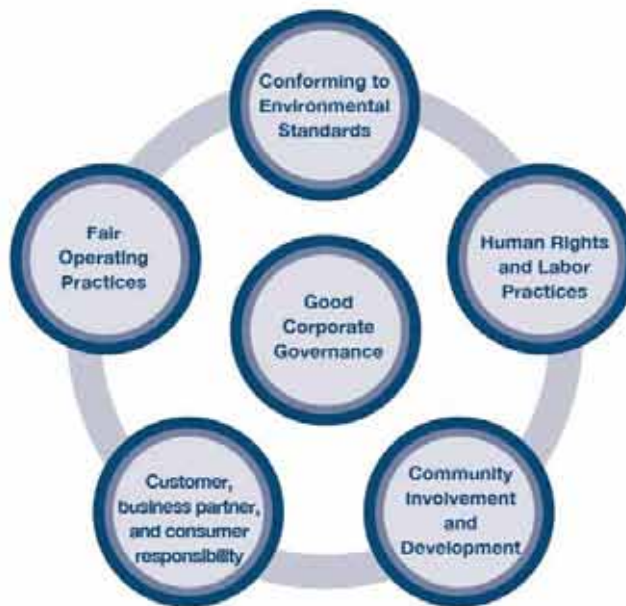 Conforming to
Environmental
Standards
Fair
Operating
Practices
Human Rights
and Labor
Practices
Good
Corporate
Governance
Customer,
business partner,
and consumer
responsibility
Community
Involvement
and
Development